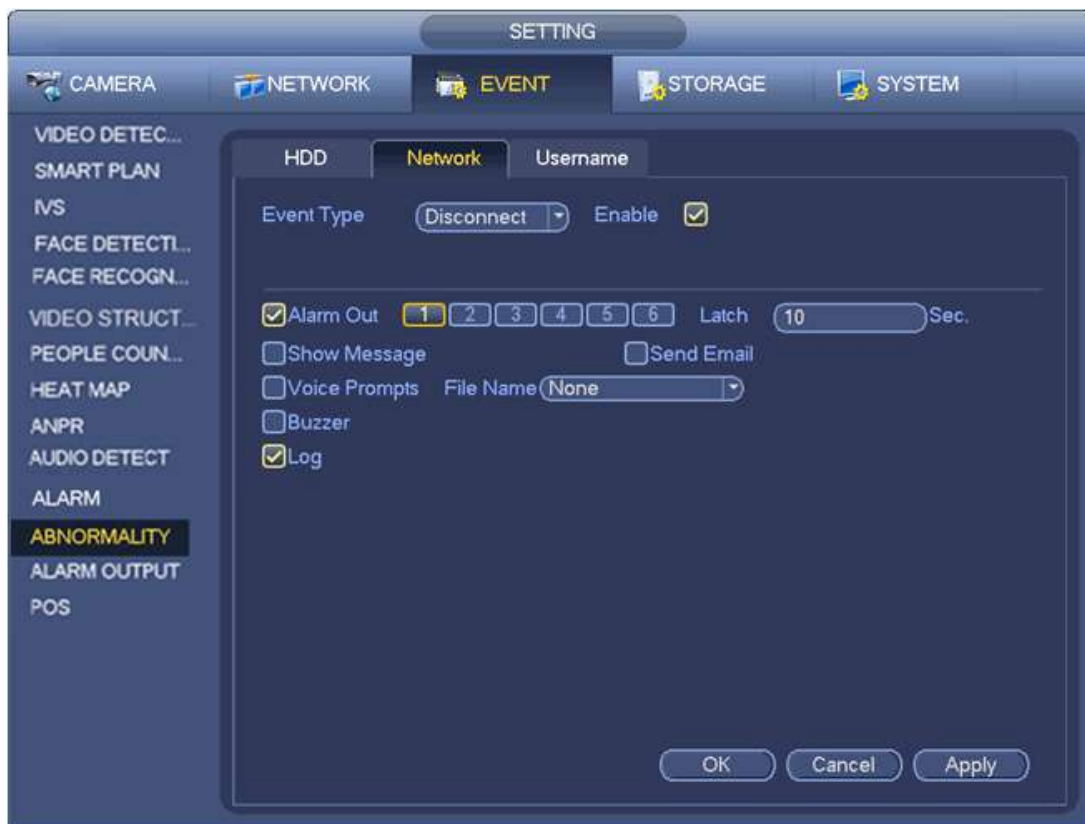 SETTING
CAMERA NETWORK EVENT STORAGE SYSTEM
VIDEO DETEC...
SMART PLAN
IVS
FACE DETECTI...
FACE RECOGN...
VIDEO STRUCT...
PEOPLE COUN...
HEAT MAP
ANPR
AUDIO DETECT
ALARM
ABNORMALITY
ALARM OUTPUT
POS
HDD Network Username
Event Type Disconnect Enable
Alarm Out 1 2 3 4 5 6 Latch 10 Sec.
Show Message Send Email
Voice Prompts File Name None
Buzzer
Log
OK Cancel Apply